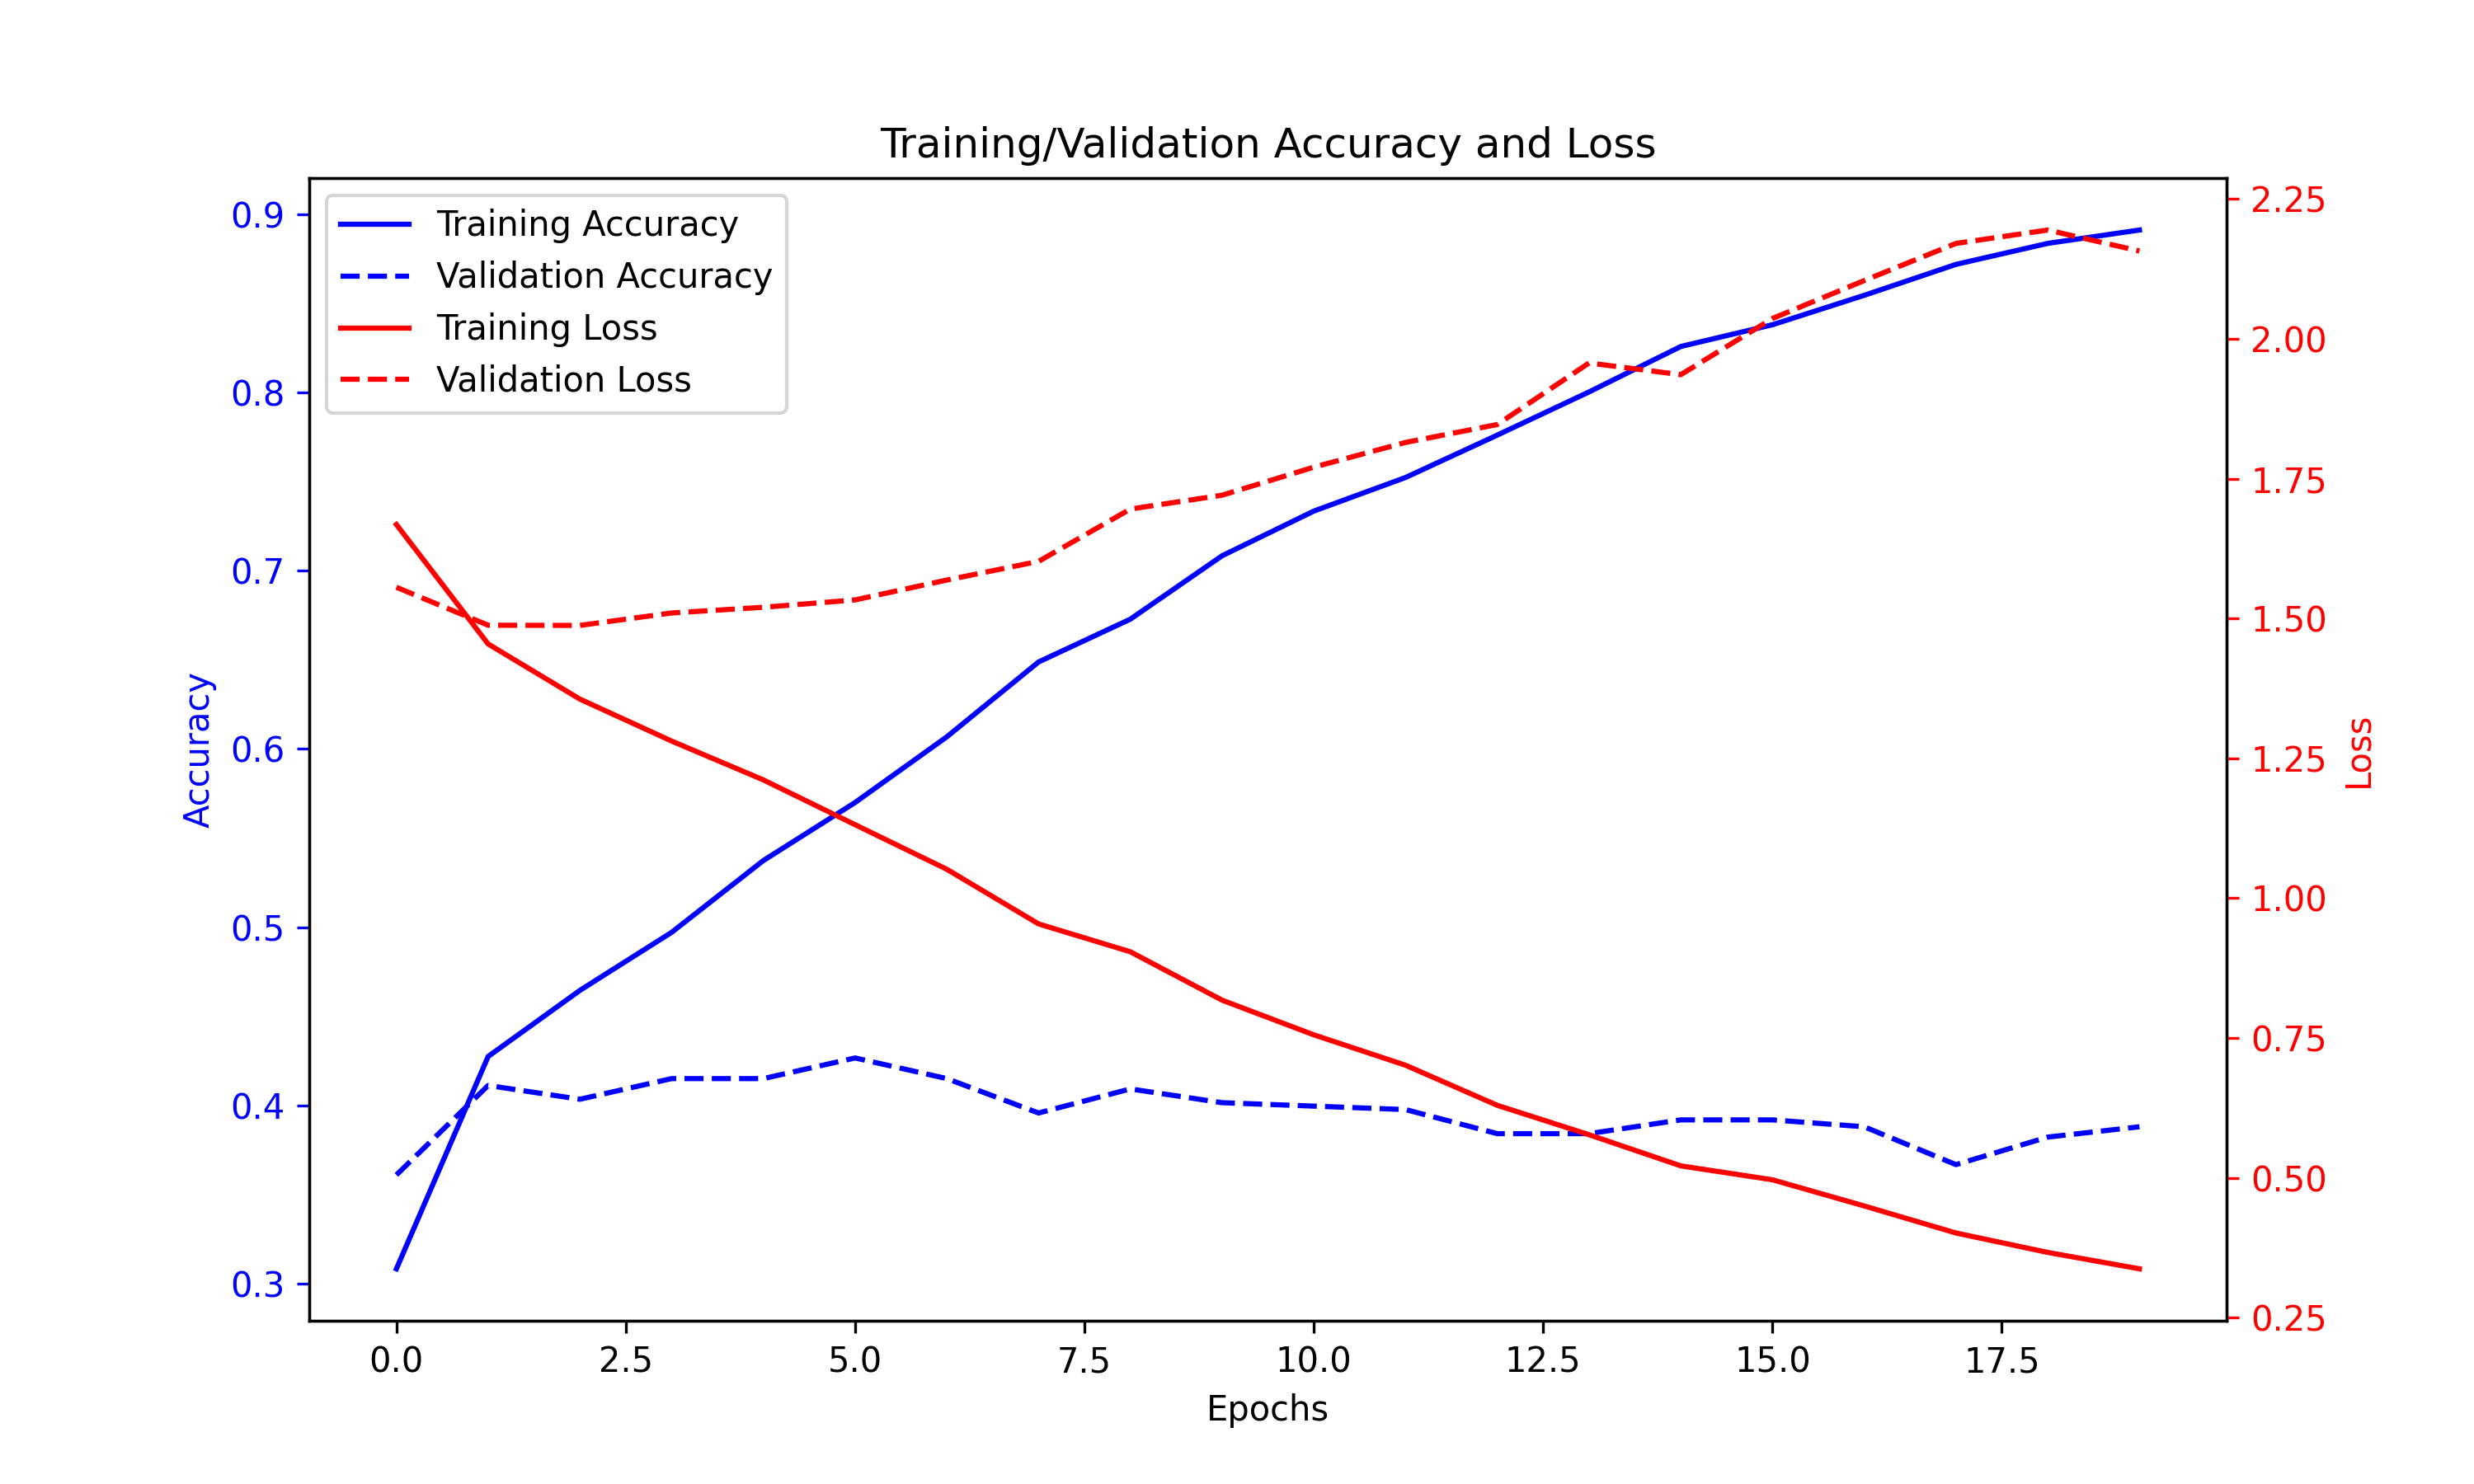 Training/Validation Accuracy and Loss
Training Accuracy
Validation Accuracy
Training Loss
Validation Loss
0.9
0.8
0.7
0.6
0.5
0.4
0.3
Accuracy
2.25
2.00
1.75
1.50
1.25
1.00
0.75
0.50
0.25
Loss
0.0 2.5 5.0 7.5 10.0 12.5 15.0 17.5
Epochs